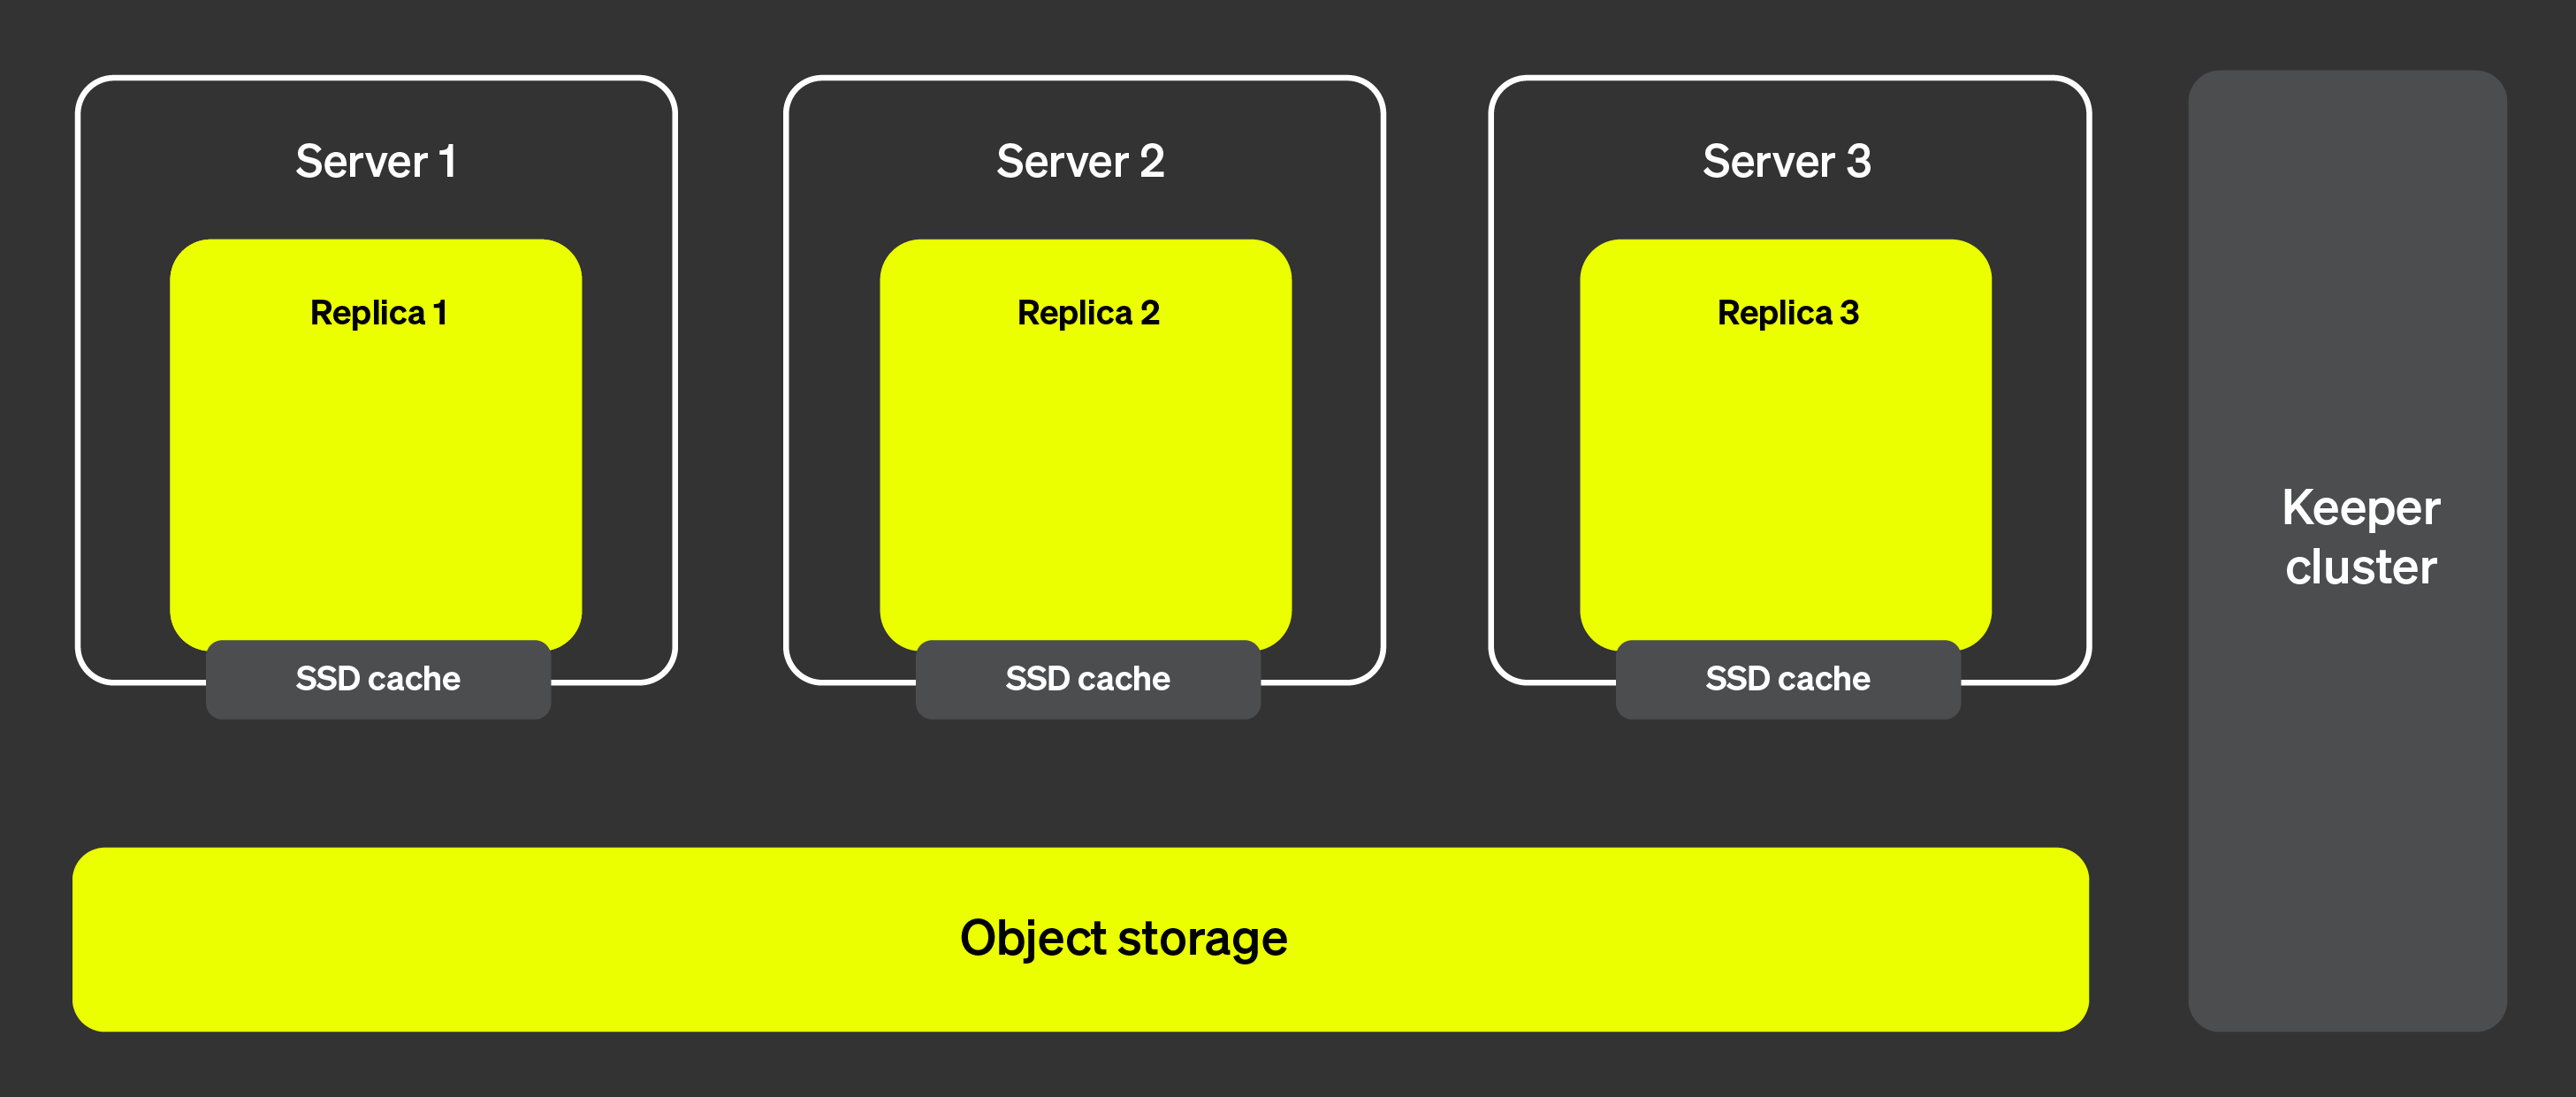 Server 1
Replica 1
SSD cache
Server 2
Replica 2
SSD cache
Server 3
Replica 3
SSD cache
Object storage
Keeper
cluster